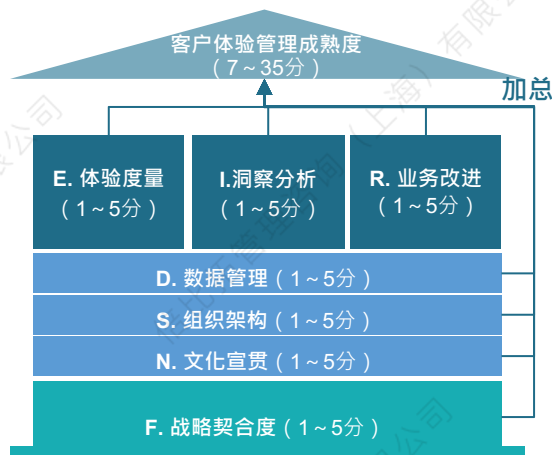 客户体验管理成熟度
（7～35分）
加总
E. 体验度量
（1～5分）
I.洞察分析
（1～5分）
R. 业务改进
（1～5分）
D. 数据管理（1～5分）
S. 组织架构（1～5分）
N. 文化宣贯（1～5分）
F. 战略契合度（1～5分）